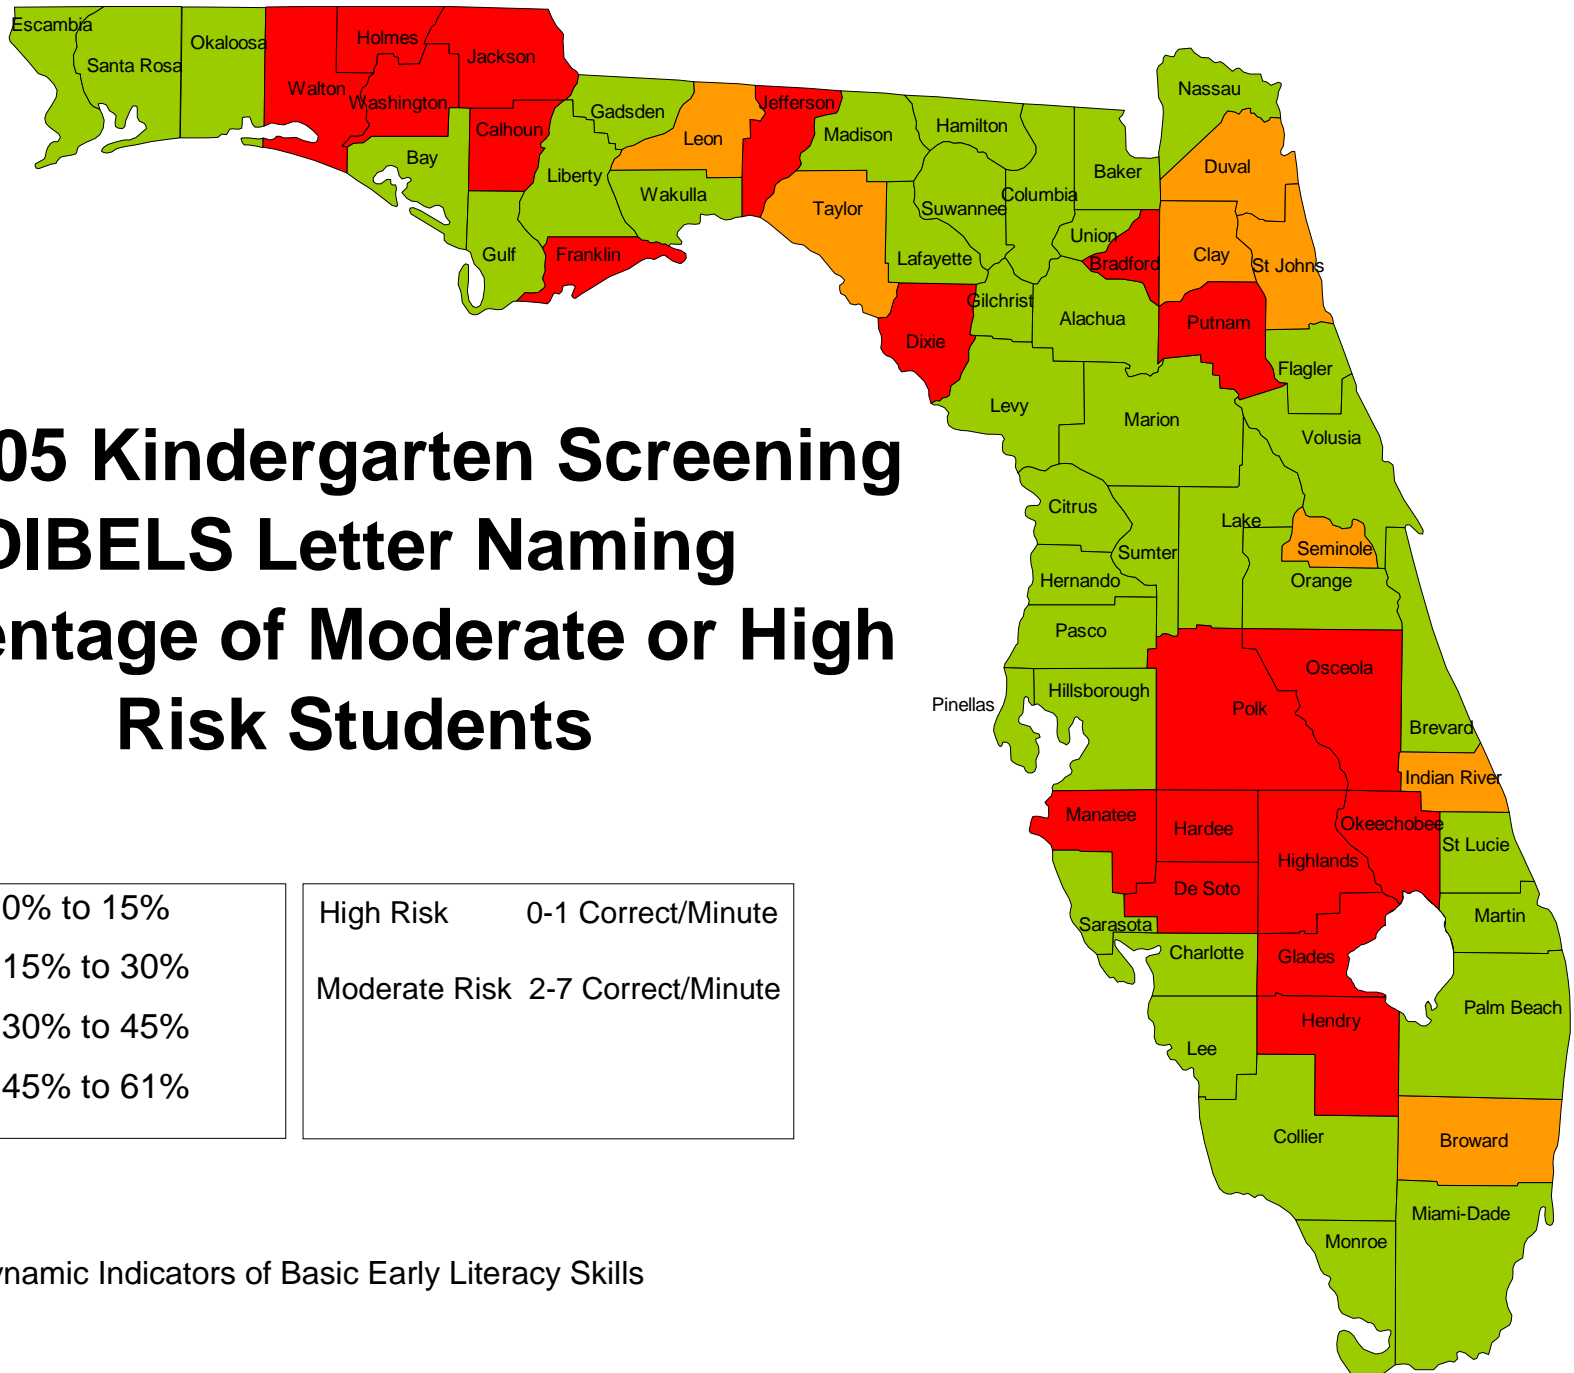 Escambia
Santa Rosa
Okaloosa
Walton
Holmes
Washington
Jackson
Calhoun
Bay
Gulf
Liberty
Gadsden
Franklin
Leon
Wakulla
Jefferson
Madison
Taylor
Hamilton
Suwannee
Lafayette
Dixie
Columbia
Gilchrist
Baker
Union
Bradford
Alachua
Nassau
Duval
Clay
St Johns
Putnam
Flagler
Levy
Marion
Volusia
Citrus
Sumter
Lake
Seminole
Orange
Hernando
Pasco
Pinellas
Hillsborough
Polk
Osceola
Brevard
Indian River
Manatee
Hardee
Highlands
Okeechobee
St Lucie
De Soto
Sarasota
Charlotte
Glades
Martin
Lee
Hendry
Palm Beach
Collier
Broward
Monroe
Miami-Dade
05 Kindergarten Screening
DIBELS Letter Naming
entage of Moderate or High
Risk Students
0% to 15%
15% to 30%
30% to 45%
45% to 61%
High Risk 0-1 Correct/Minute
Moderate Risk 2-7 Correct/Minute
ynamic Indicators of Basic Early Literacy Skills